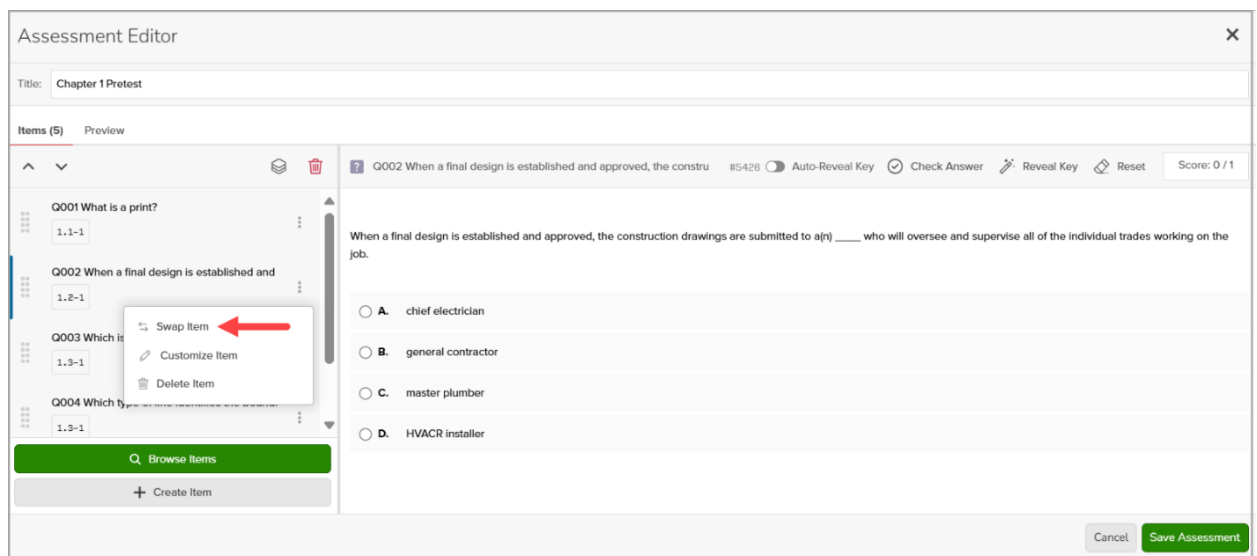 Assessment Editor
Title: Chapter 1 Pretest
Items (5) Preview
Q002 When a final design is established and approved, the constru #5426 Auto-Reveal Key Check Answer Reveal Key Reset Score: 0 / 1
Q001 What is a print?
1.1-1
Q002 When a final design is established and
1.2-1
Swap Item
Customize Item
Delete Item
Q003 Which is
1.3-1
Q004 Which
1.3-1
Browse Items
Create Item
When a final design is established and approved, the construction drawings are submitted to a(n) ____ who will oversee and supervise all of the individual trades working on the
job.
A. chief electrician
B. general contractor
C. master plumber
D. HVACR installer
Cancel Save Assessment